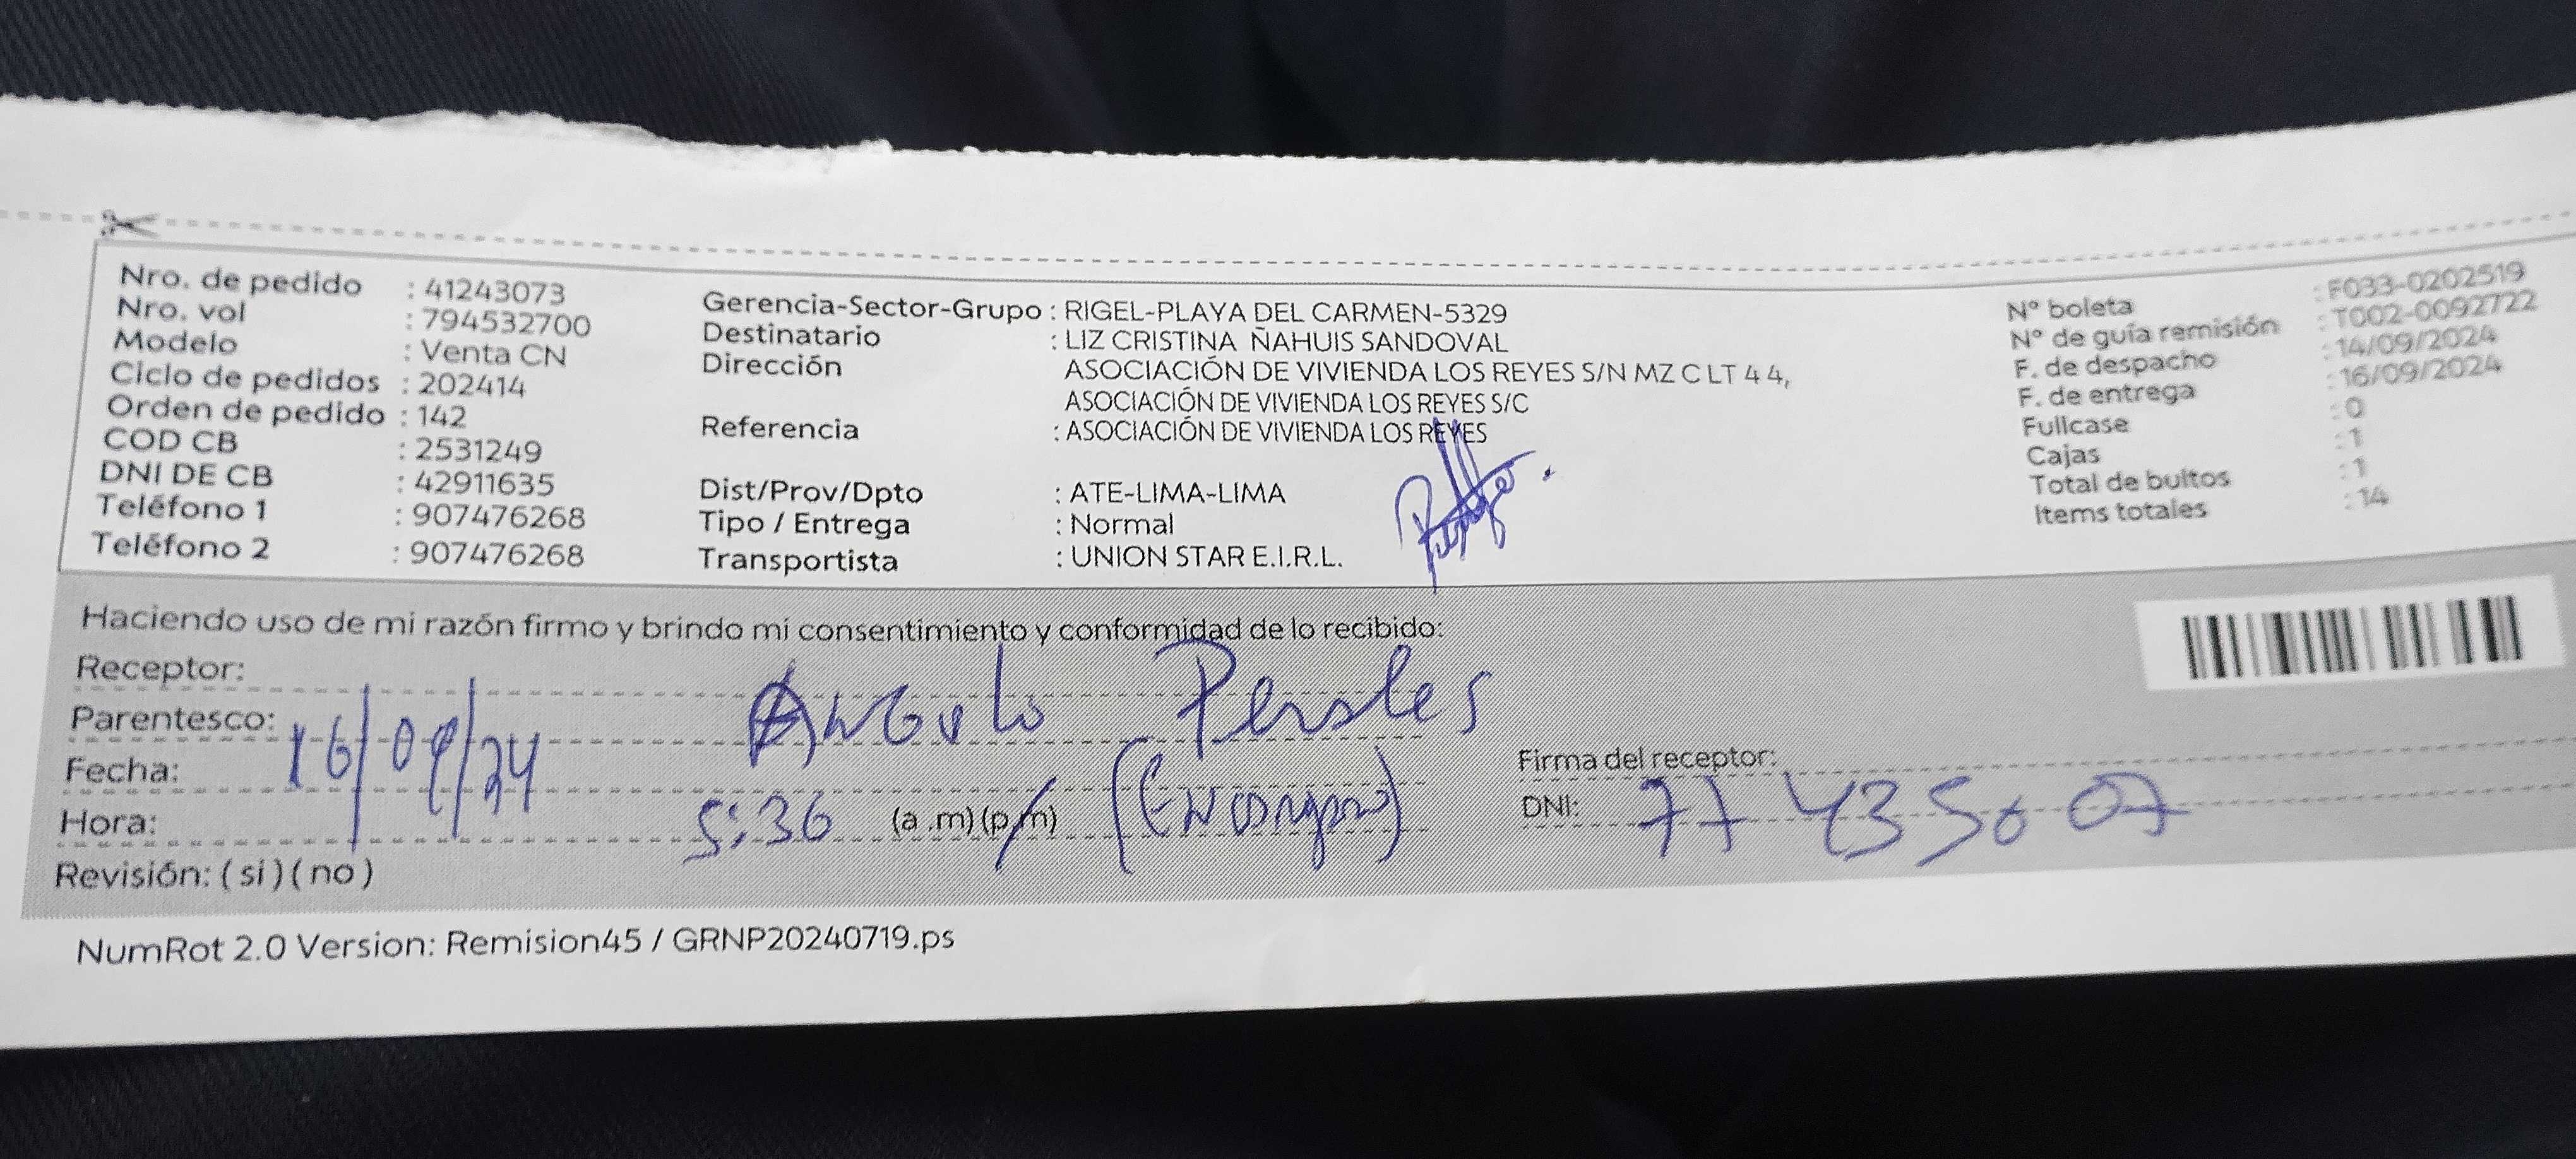 Nro. de pedido : 41243073
Nro. vol : 794532700
Modelo : Venta CN
Ciclo de pedidos : 202414
Orden de pedido : 142
COD CB : 2531249
DNI DE CB : 42911635
Teléfono 1 : 907476268
Teléfono 2 : 907476268
Gerencia-Sector-Grupo : RIGEL-PLAYA DEL CARMEN-5329
Destinatario : LIZ CRISTINA ÑAHUIS SANDOVAL
Dirección ASOCIACIÓN DE VIVIENDA LOS REYES S/N MZ C LT 4 4,
ASOCIACIÓN DE VIVIENDA LOS REYES S/C
Referencia : ASOCIACIÓN DE VIVIENDA LOS REYES
Dist/Prov/Dpto : ATE-LIMA-LIMA
Tipo / Entrega : Normal
Transportista : UNION STAR E.I.R.L.
N° boleta : F033-0202519
N° de guía remisión : T002-0092722
F. de despacho : 14/09/2024
F. de entrega : 16/09/2024
Fullcase : 0
Cajas : 1
Total de bultos : 1
Items totales : 14
Haciendo uso de mi razón firmo y brindo mi consentimiento y conformidad de lo recibido:
Receptor:
Angulo Perales
Parentesco:
Fecha: 16/09/24
Firma del receptor:
Hora: 5:36 (a .m) (p.m)
DNI:
Revisión: ( si ) ( no )
NumRot 2.0 Version: Remision45 / GRNP20240719.ps